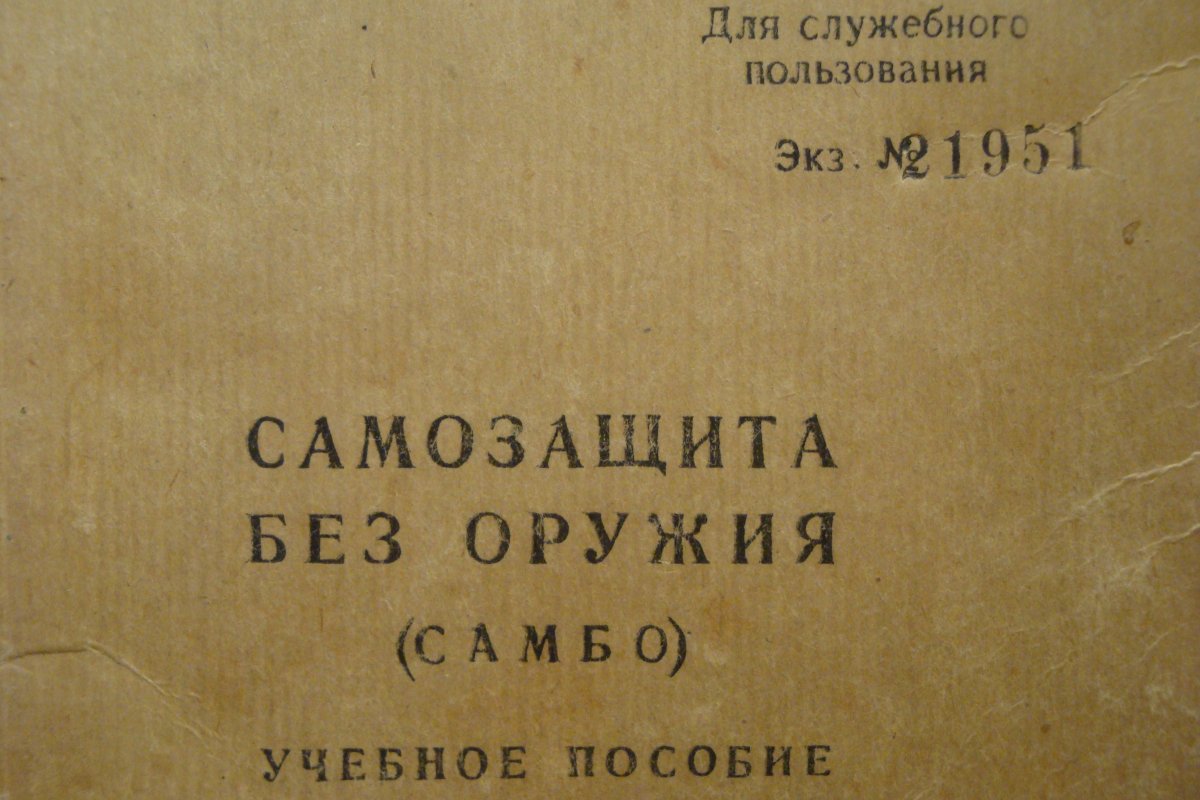 Для служебного
пользования
Экз. №21951
САМОЗАЩИТА
БЕЗ ОРУЖИЯ
(САМБО)
УЧЕБНОЕ ПОСОБИЕ